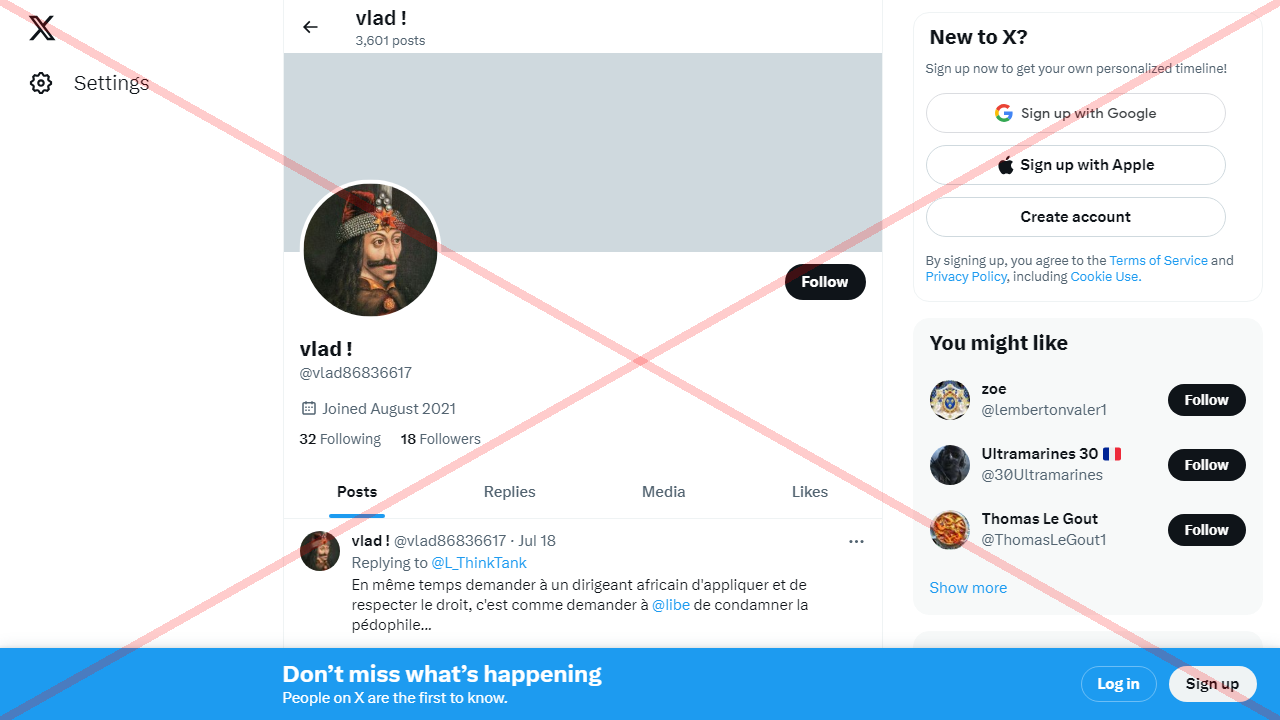 Settings
vlad !
3,601 posts
Follow
vlad !
@vlad86836617
Joined August 2021
32 Following 18 Followers
Posts Replies Media Likes
vlad ! @vlad86836617 · Jul 18
Replying to @L_ThinkTank
En même temps demander à un dirigeant africain d'appliquer et de
respecter le droit, c'est comme demander à @libe de condamner la
pédophile...
New to X?
Sign up now to get your own personalized timeline!
Sign up with Google
Sign up with Apple
Create account
By signing up, you agree to the Terms of Service and
Privacy Policy, including Cookie Use.
You might like
zoe
@lembertonvaler1
Follow
Ultramarines 30
@30Ultramarines
Follow
Thomas Le Gout
@ThomasLeGout1
Follow
Show more
Don’t miss what’s happening
People on X are the first to know.
Log in
Sign up